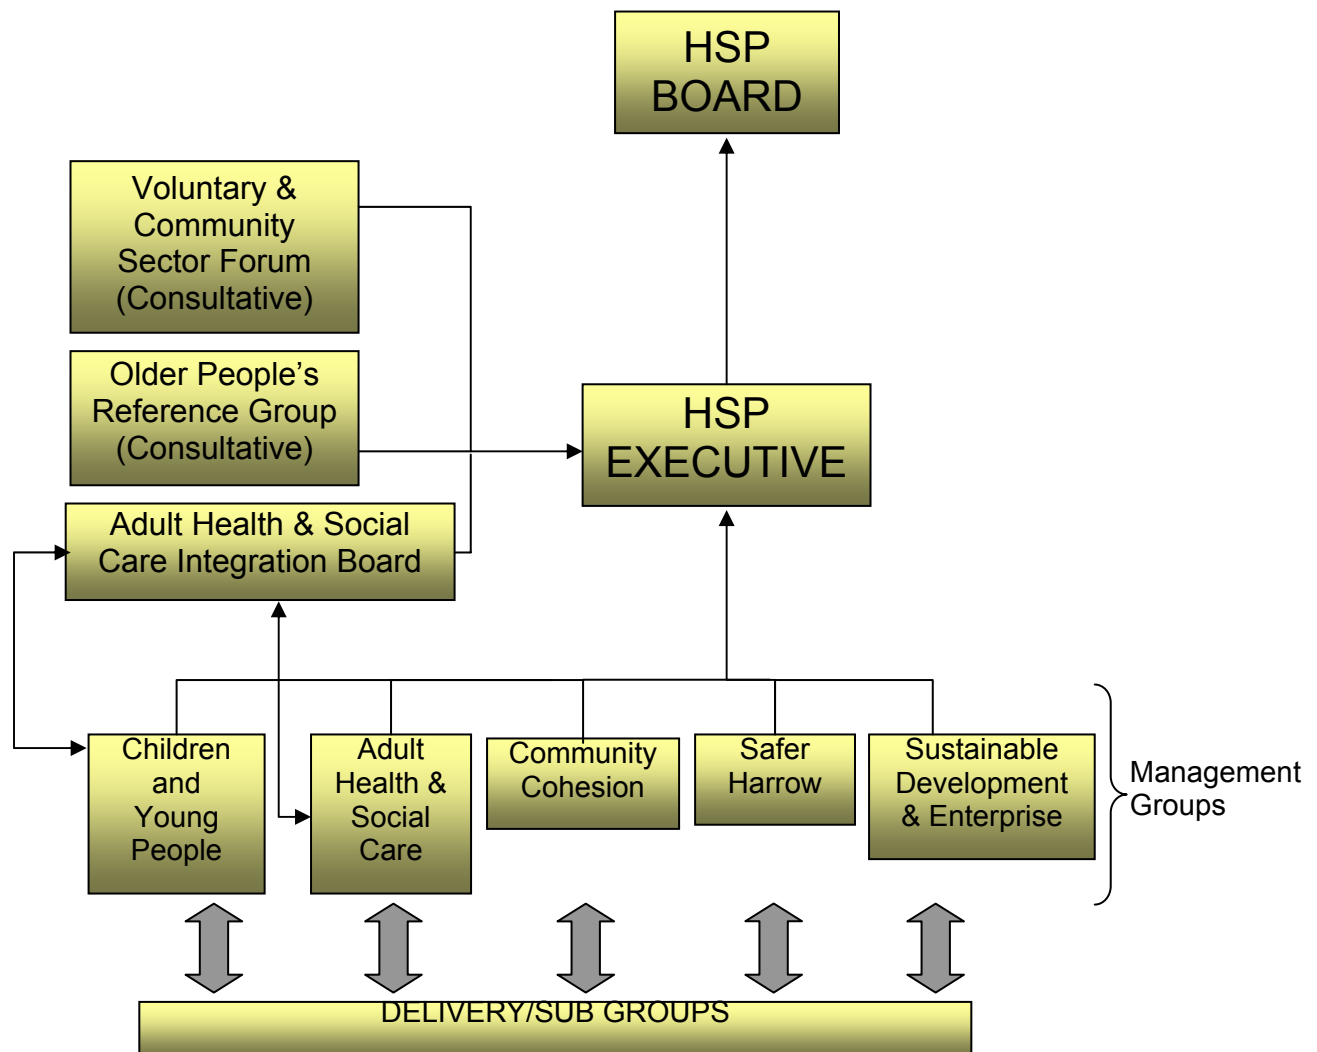 HSP
BOARD
Voluntary &
Community
Sector Forum
(Consultative)
Older People’s
Reference Group
(Consultative)
HSP
EXECUTIVE
Adult Health & Social
Care Integration Board
Children
and
Young
People
Adult
Health &
Social
Care
Community
Cohesion
Safer
Harrow
Sustainable
Development
& Enterprise
Management
Groups
DELIVERY/SUB GROUPS